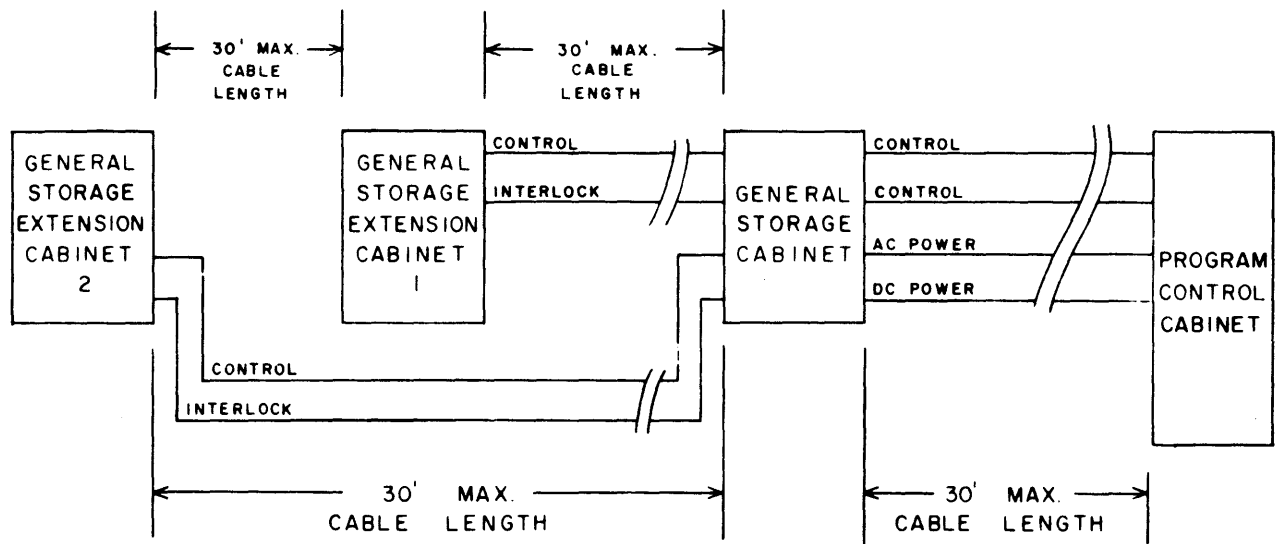 30' MAX.
CABLE
LENGTH
30' MAX.
CABLE
LENGTH
GENERAL
STORAGE
EXTENSION
CABINET
2
GENERAL
STORAGE
EXTENSION
CABINET
1
CONTROL
INTERLOCK
GENERAL
STORAGE
CABINET
CONTROL
CONTROL
AC POWER
DC POWER
PROGRAM
CONTROL
CABINET
CONTROL
INTERLOCK
30' MAX.
CABLE LENGTH
30' MAX.
CABLE LENGTH